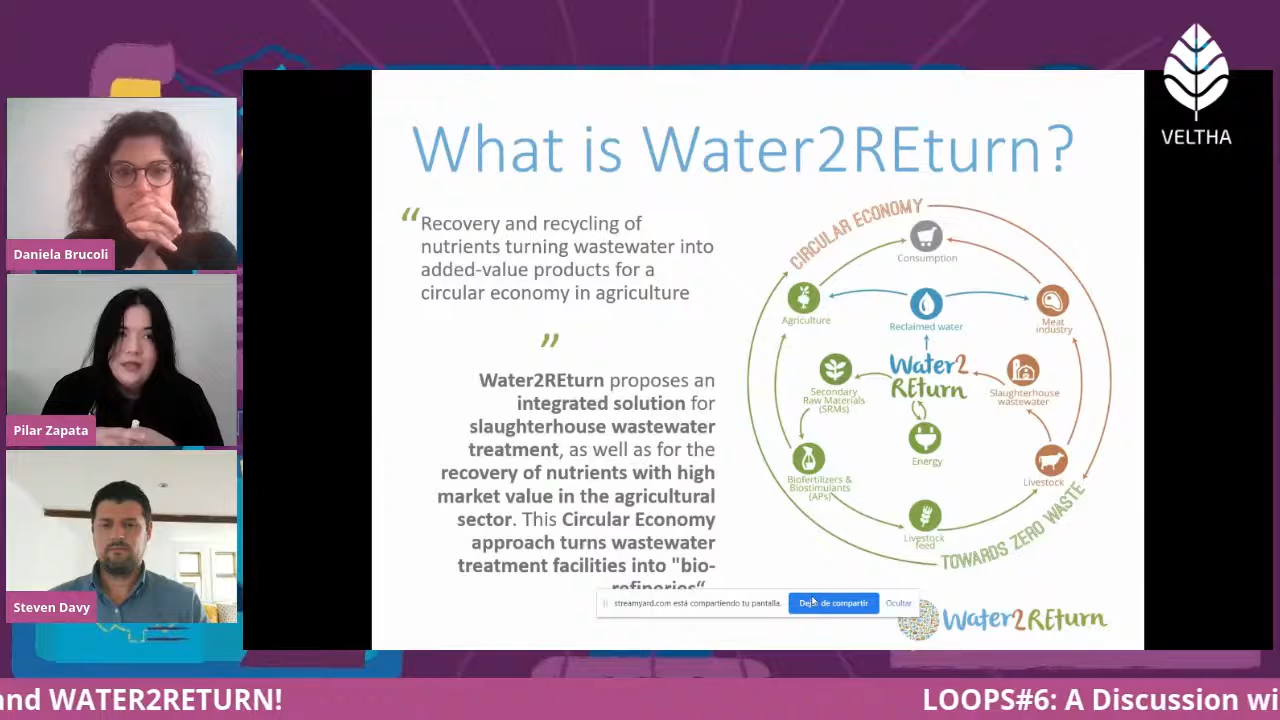 VELTHA
Daniela Brucoli
Pilar Zapata
Steven Davy
What is Water2REturn?
“Recovery and recycling of
nutrients turning wastewater into
added-value products for a
circular economy in agriculture
”
Water2REturn proposes an
integrated solution for
slaughterhouse wastewater
treatment, as well as for the
recovery of nutrients with high
market value in the agricultural
sector. This Circular Economy
approach turns wastewater
treatment facilities into "bio-
refineries“.
CIRCULAR ECONOMY
Consumption
Agriculture
Reclaimed water
Meat
industry
Water2
REturn
Secondary
Raw Materials
(SRMs)
Slaughterhouse
wastewater
Energy
Biofertilizers &
Biostimulants
(APs)
Livestock
Livestock
feed
TOWARDS ZERO WASTE
streamyard.com está compartiendo tu pantalla.
Dejar de compartir
Ocultar
Water2REturn
and WATER2RETURN!
LOOPS#6: A Discussion wi